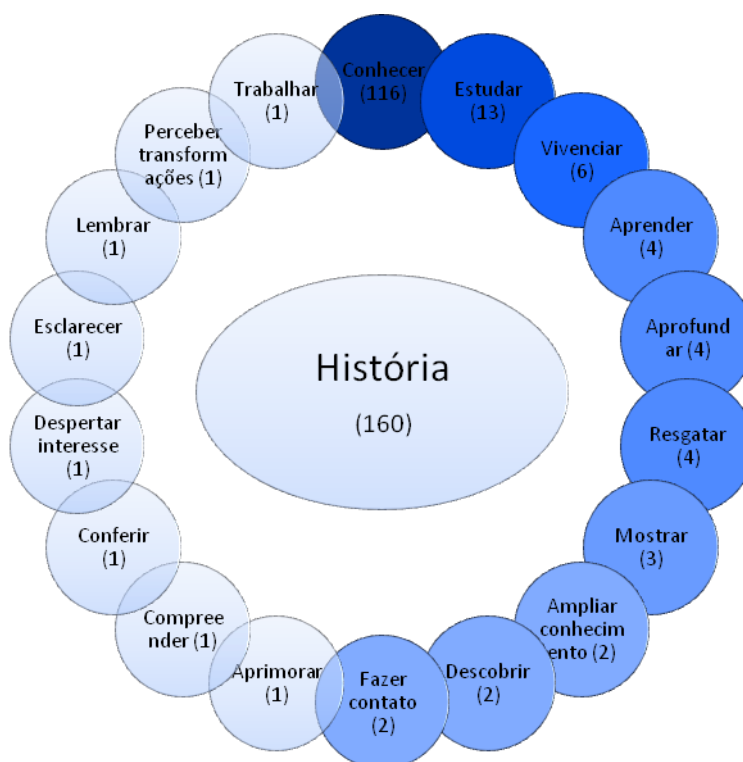 Conhecer
(116)
Estudar
(13)
Vivenciar
(6)
Aprender
(4)
Aprofund
ar (4)
Resgatar
(4)
Mostrar
(3)
Ampliar
conhecim
ento (2)
Descobrir
(2)
Fazer
contato
(2)
Aprimorar
(1)
Compree
nder (1)
Conferir
(1)
Despertar
interesse
(1)
Esclarecer
(1)
Lembrar
(1)
Perceber
transform
ações (1)
Trabalhar
(1)
História
(160)